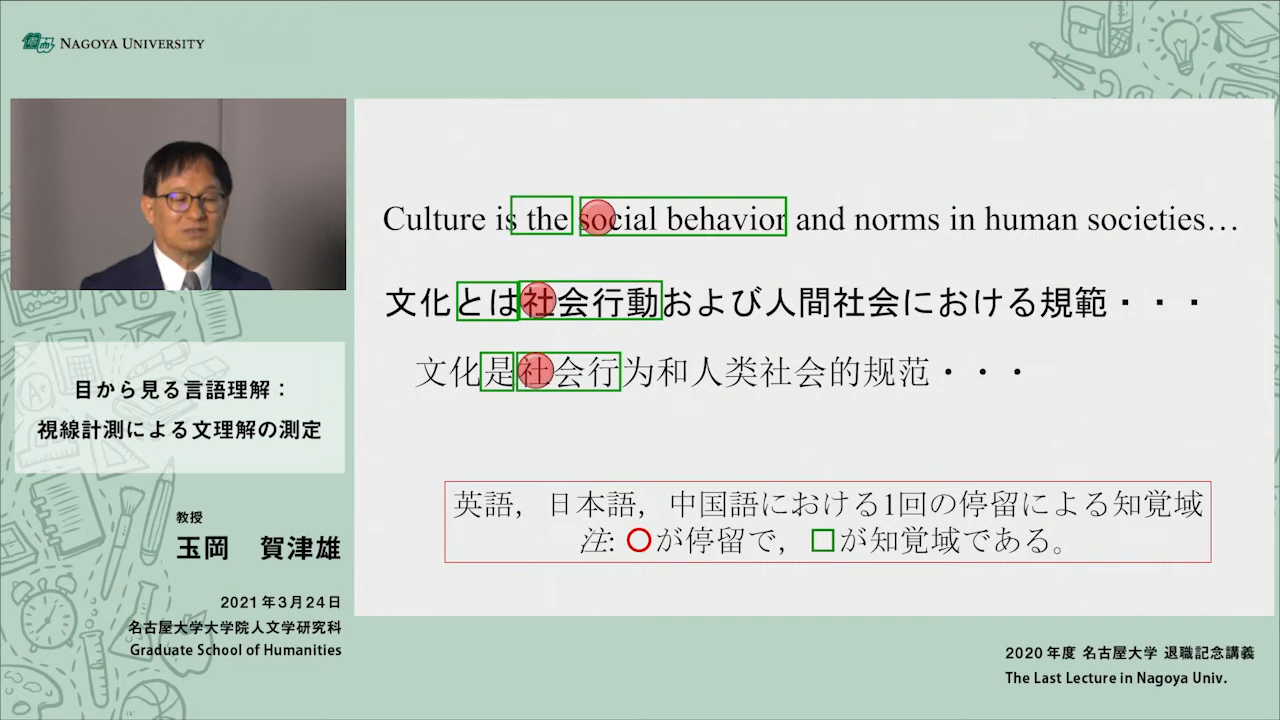 NAGOYA UNIVERSITY
Culture is the social behavior and norms in human societies…
文化とは社会行動および人間社会における規範・・・
文化是社会行为和人类社会的规范・・・
英語，日本語，中国語における1回の停留による知覚域
注: ○が停留で，□が知覚域である。
目から見る言語理解：
視線計測による文理解の測定
教授
玉岡　賀津雄
2021年3月24日
名古屋大学大学院人文学研究科
Graduate School of Humanities
2020年度 名古屋大学 退職記念講義
The Last Lecture in Nagoya Univ.